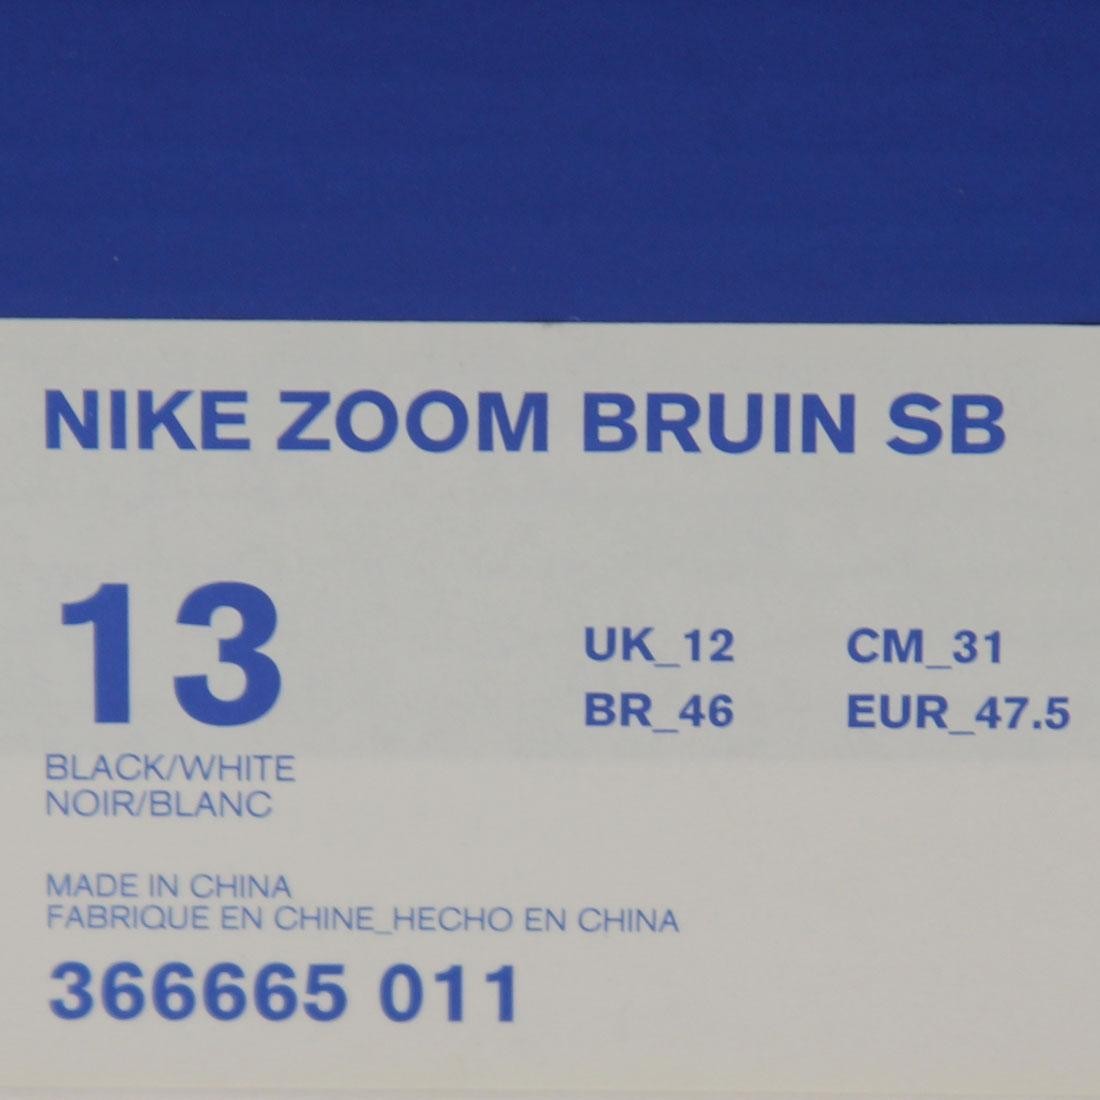 NIKE ZOOM BRUIN SB
13
UK_12 CM_31
BR_46 EUR_47.5
BLACK/WHITE
NOIR/BLANC
MADE IN CHINA
FABRIQUE EN CHINE_HECHO EN CHINA
366665 011